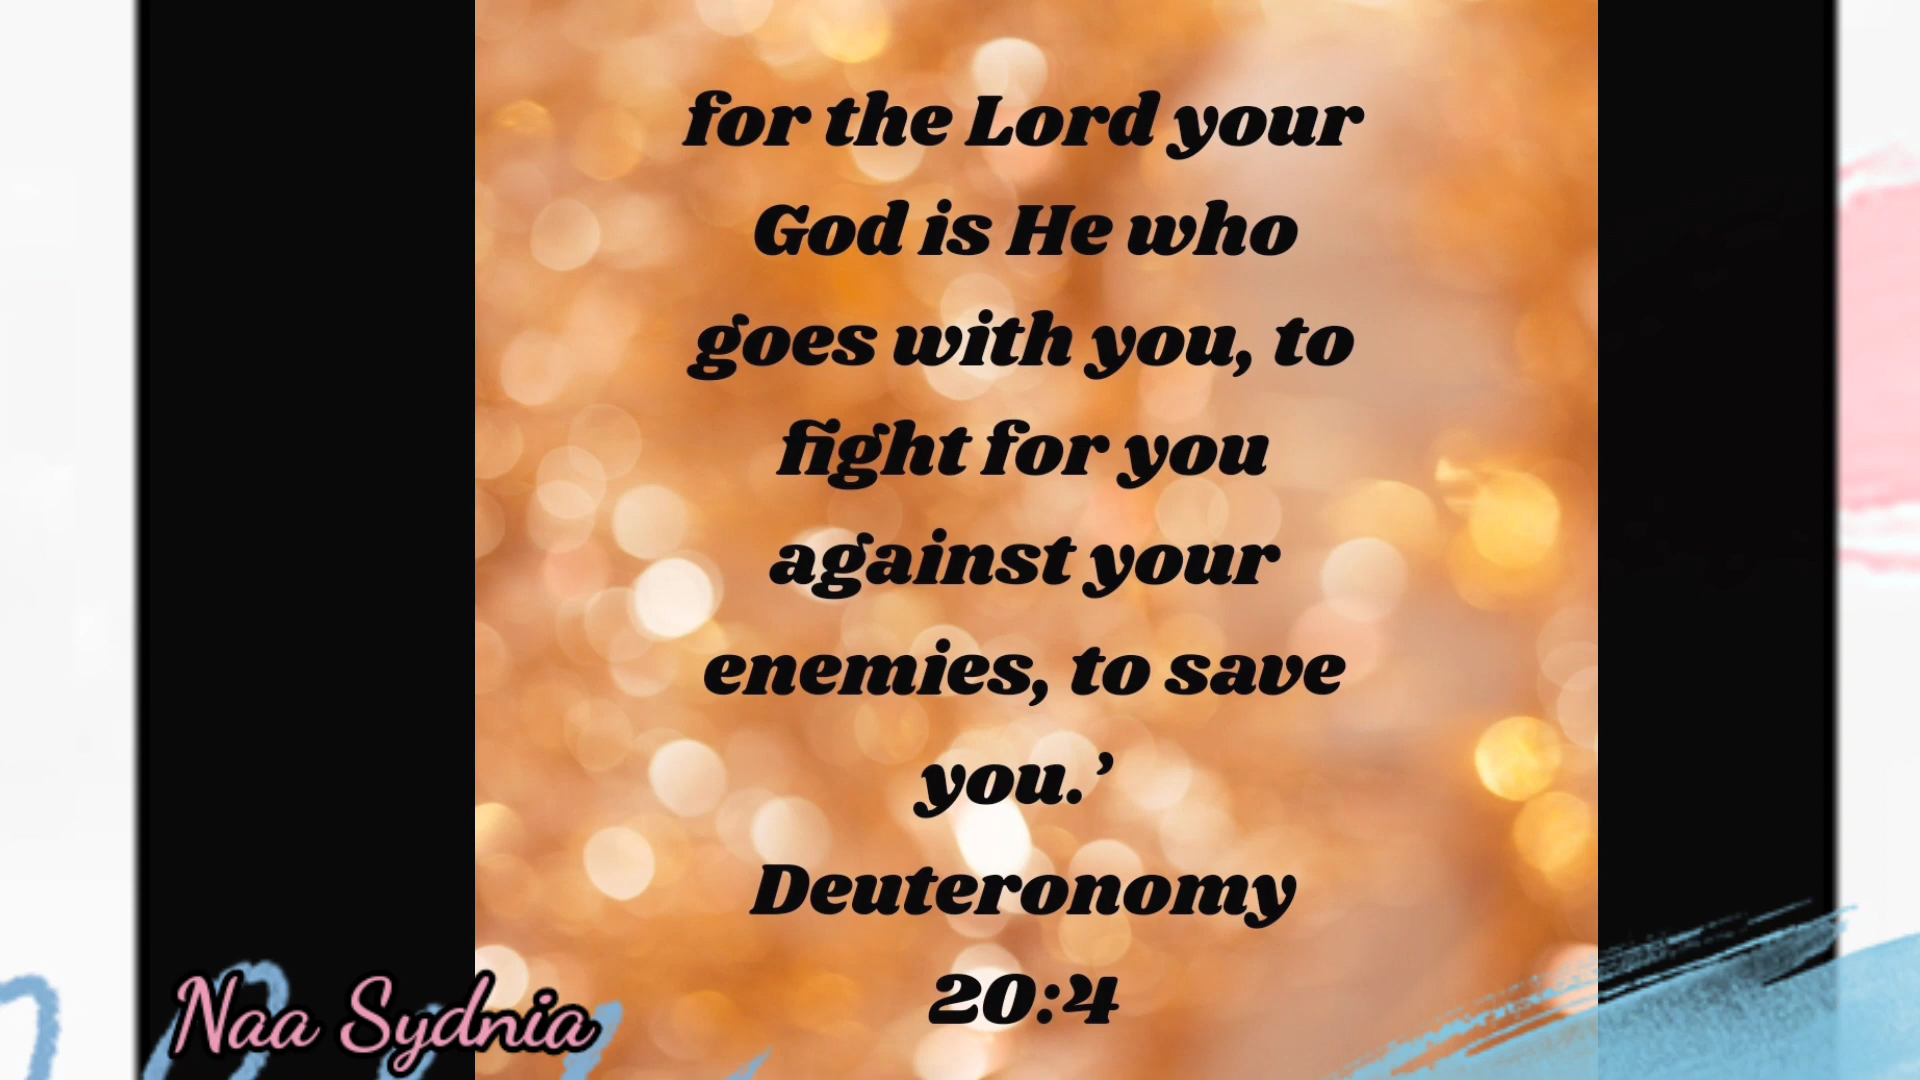 for the Lord your
God is He who
goes with you, to
fight for you
against your
enemies, to save
you.’
Deuteronomy
20:4
Naa Sydnia